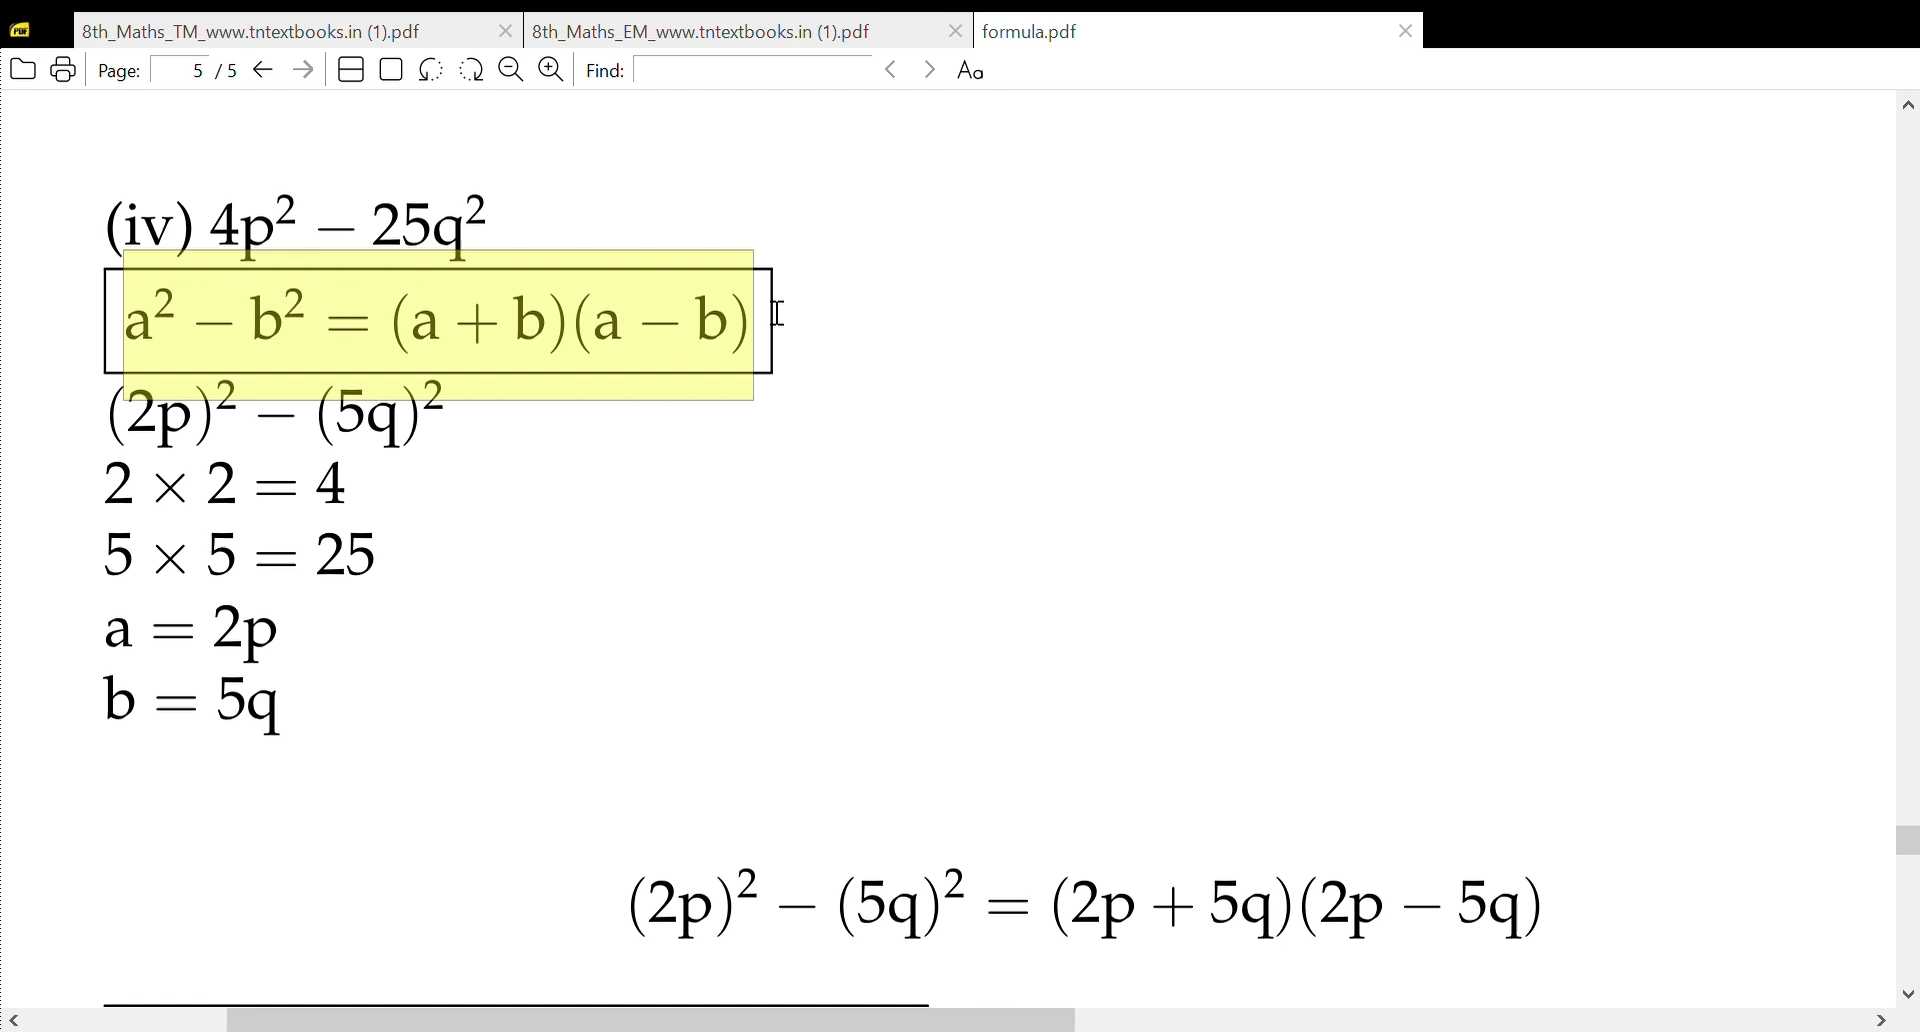 8th_Maths_TM_www.tntextbooks.in (1).pdf
8th_Maths_EM_www.tntextbooks.in (1).pdf
formula.pdf
PDF
Page: 5 / 5
Find:
Aa
(iv) 4p² − 25q²
a² − b² = (a + b)(a − b)
(2p)² − (5q)²
2 × 2 = 4
5 × 5 = 25
a = 2p
b = 5q
(2p)² − (5q)² = (2p + 5q)(2p − 5q)